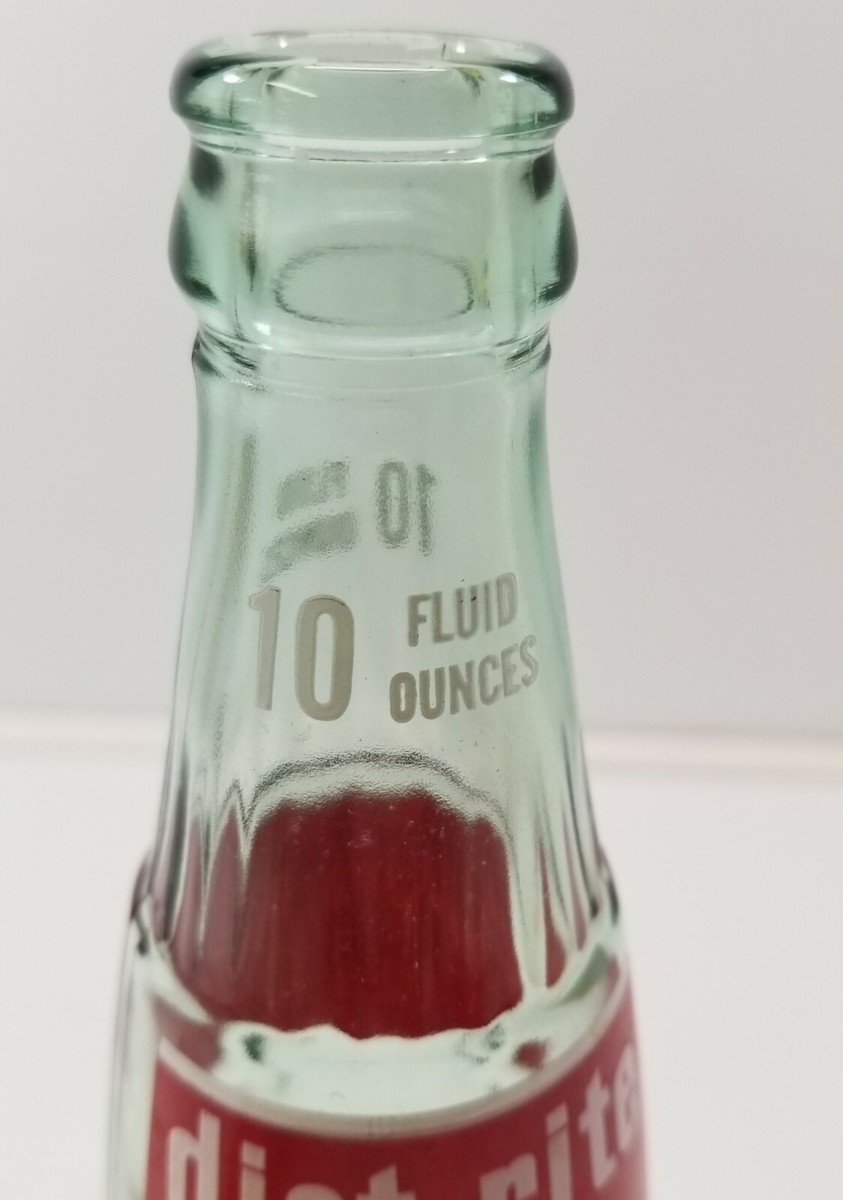 10 FLUID
OUNCES
diet-rite